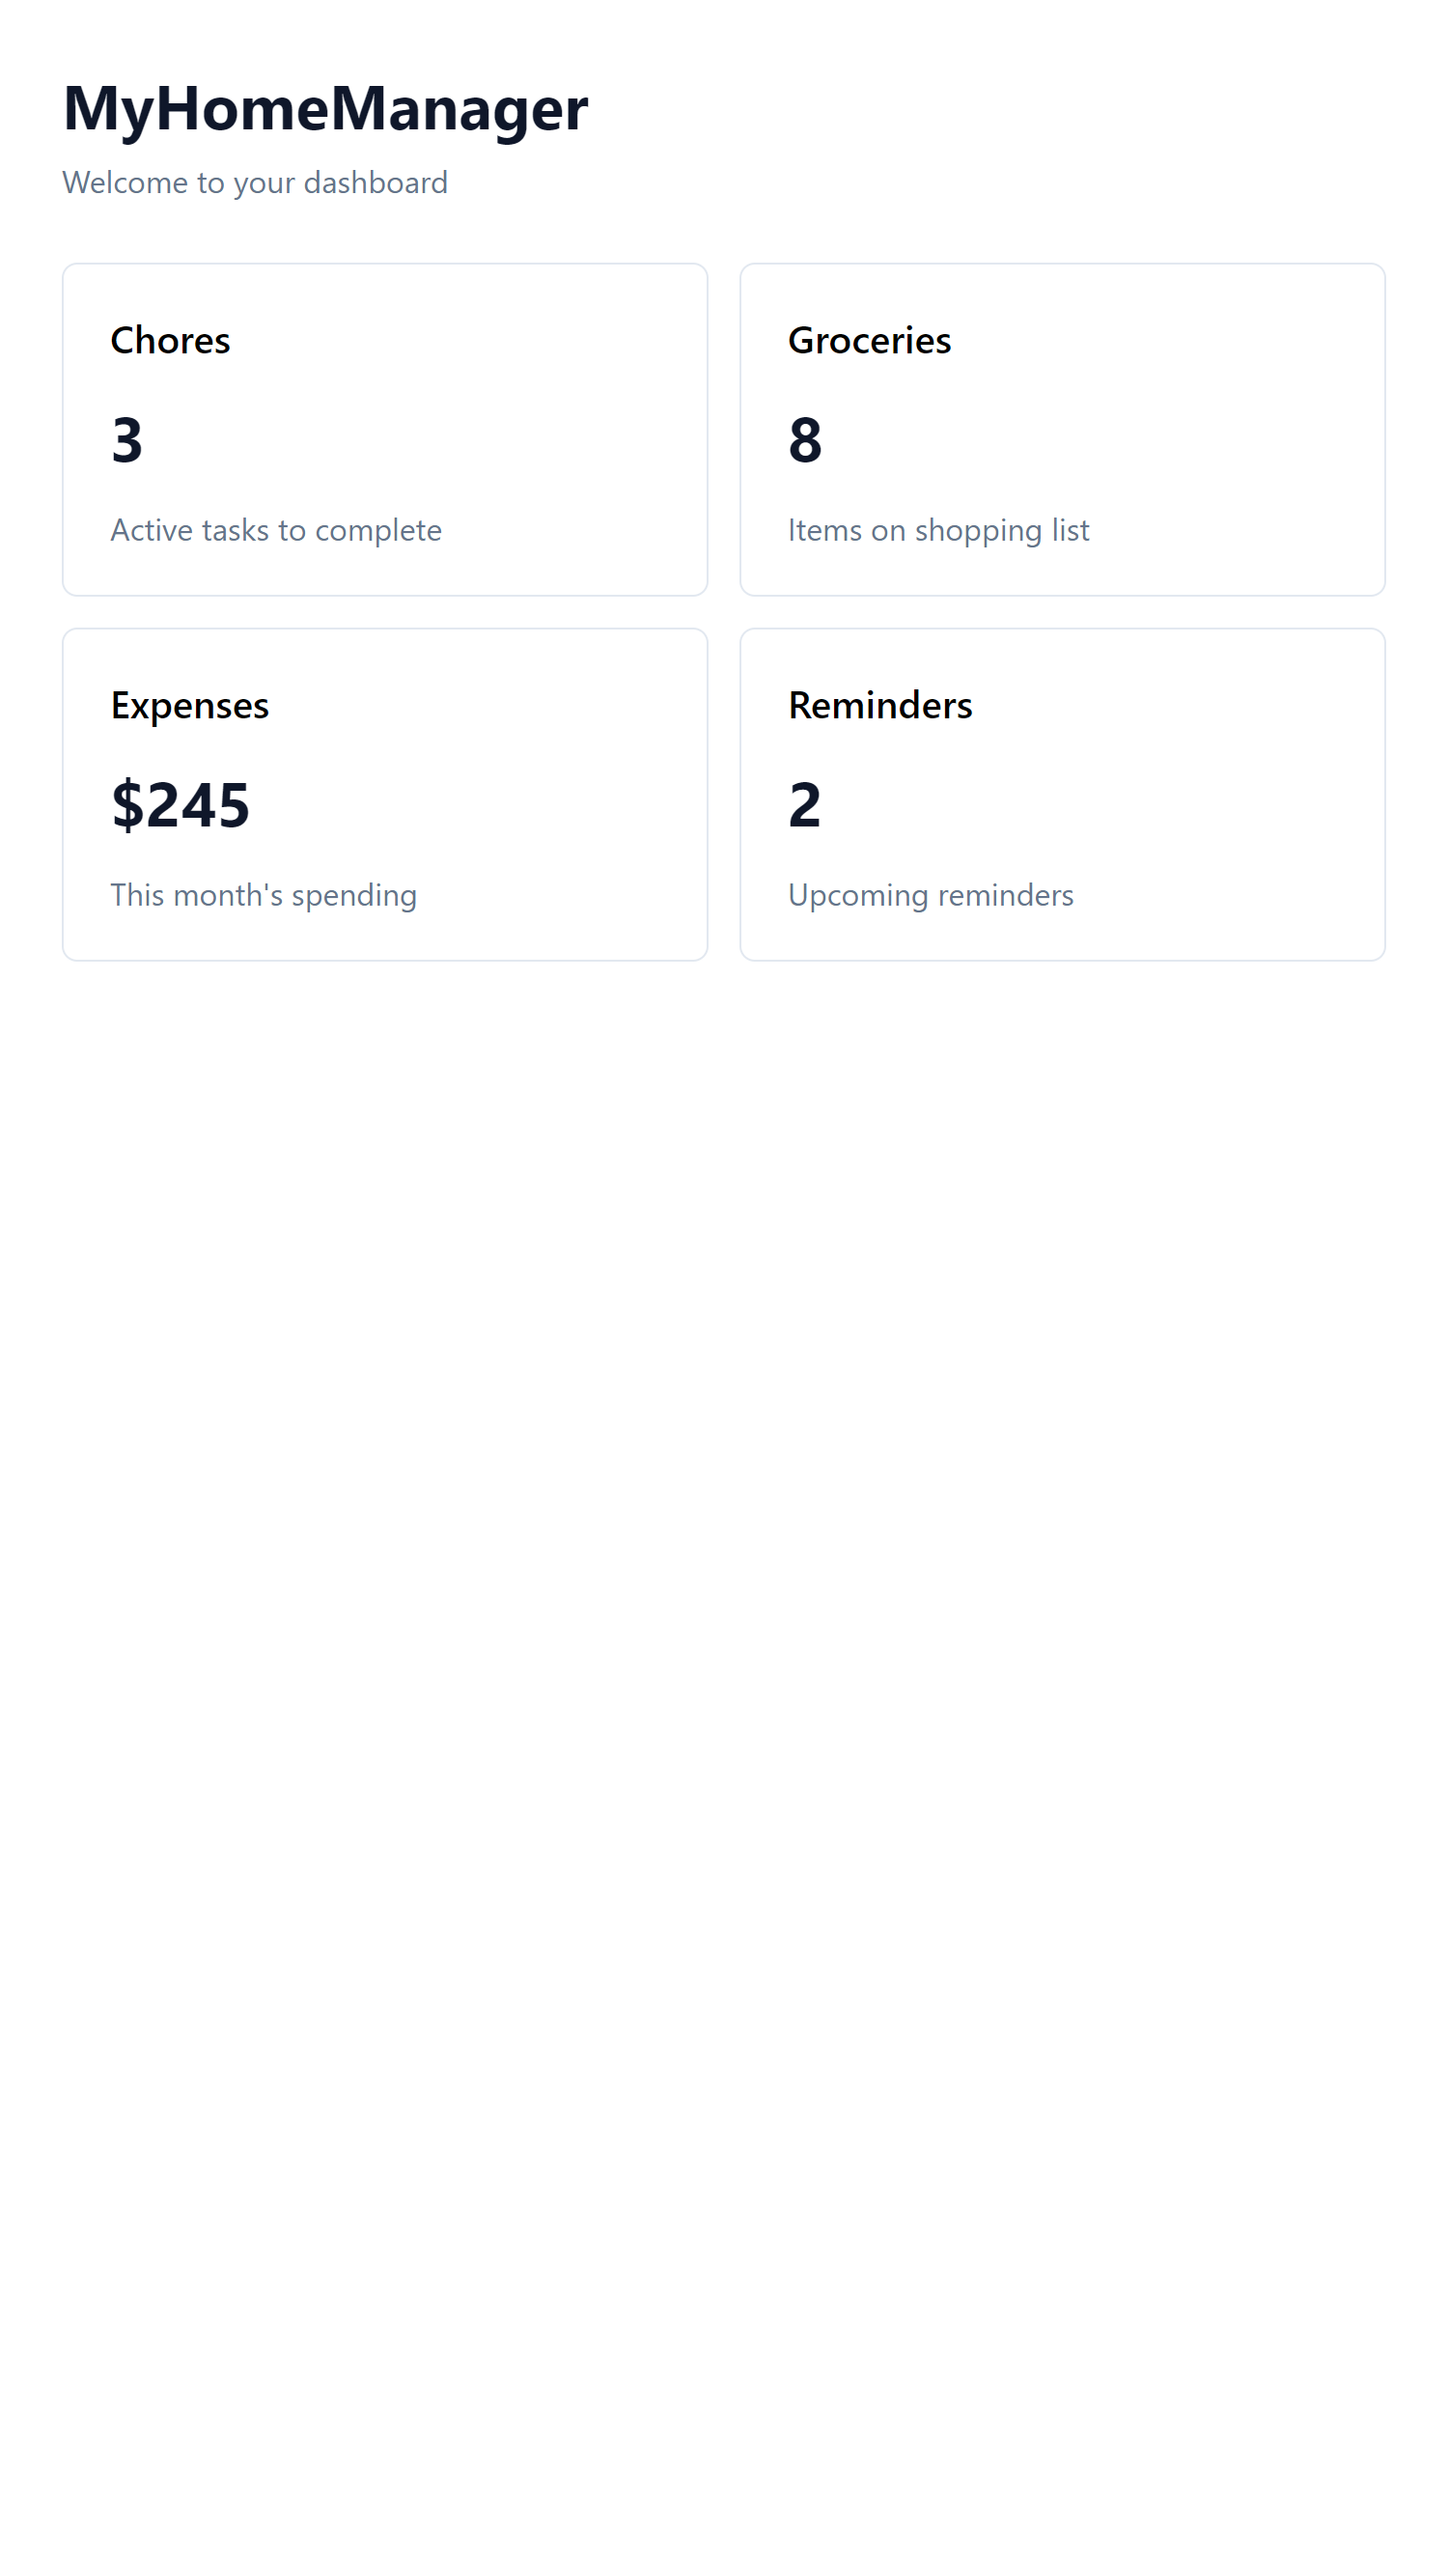 MyHomeManager
Welcome to your dashboard
Chores
3
Active tasks to complete
Groceries
8
Items on shopping list
Expenses
$245
This month's spending
Reminders
2
Upcoming reminders